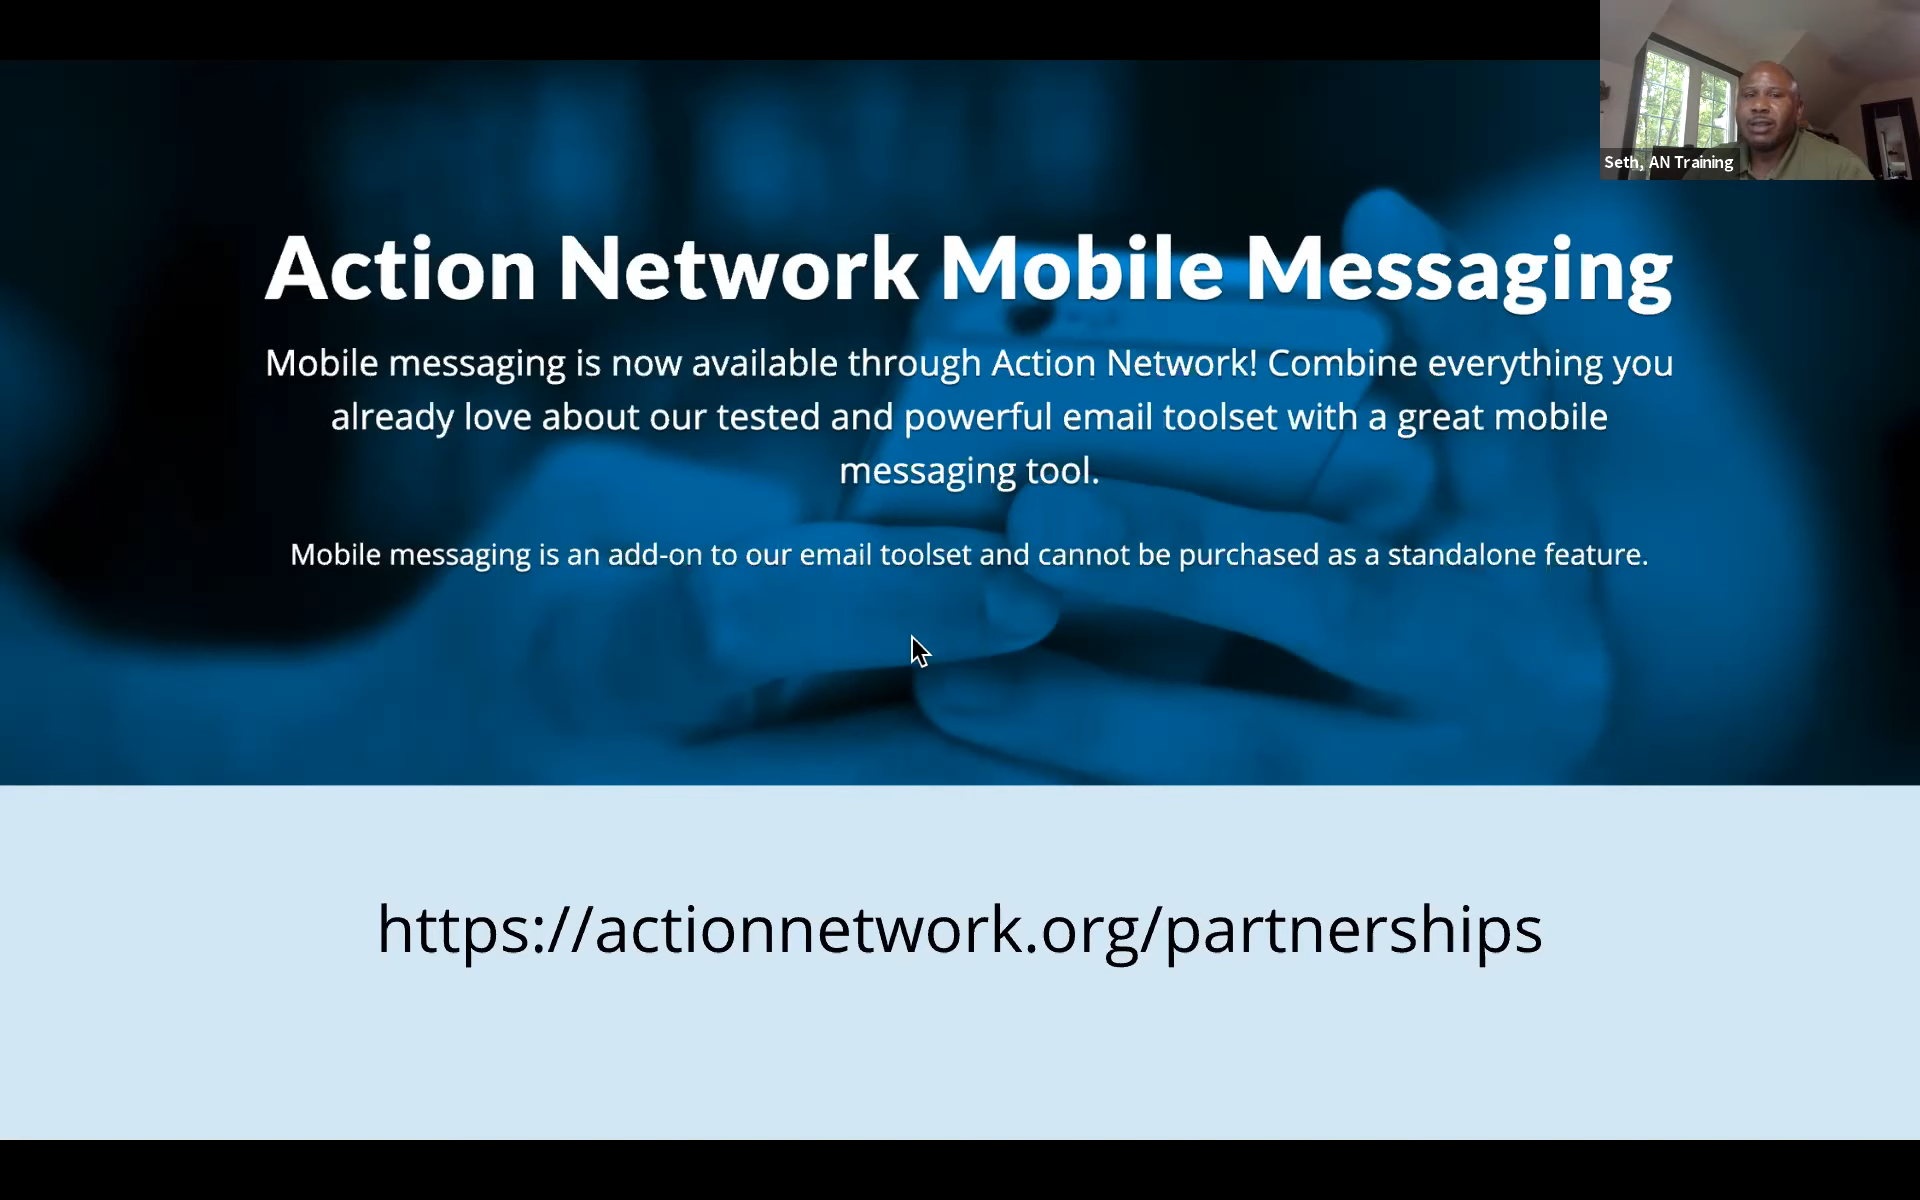 Seth, AN Training
Action Network Mobile Messaging
Mobile messaging is now available through Action Network! Combine everything you
already love about our tested and powerful email toolset with a great mobile
messaging tool.
Mobile messaging is an add-on to our email toolset and cannot be purchased as a standalone feature.
https://actionnetwork.org/partnerships